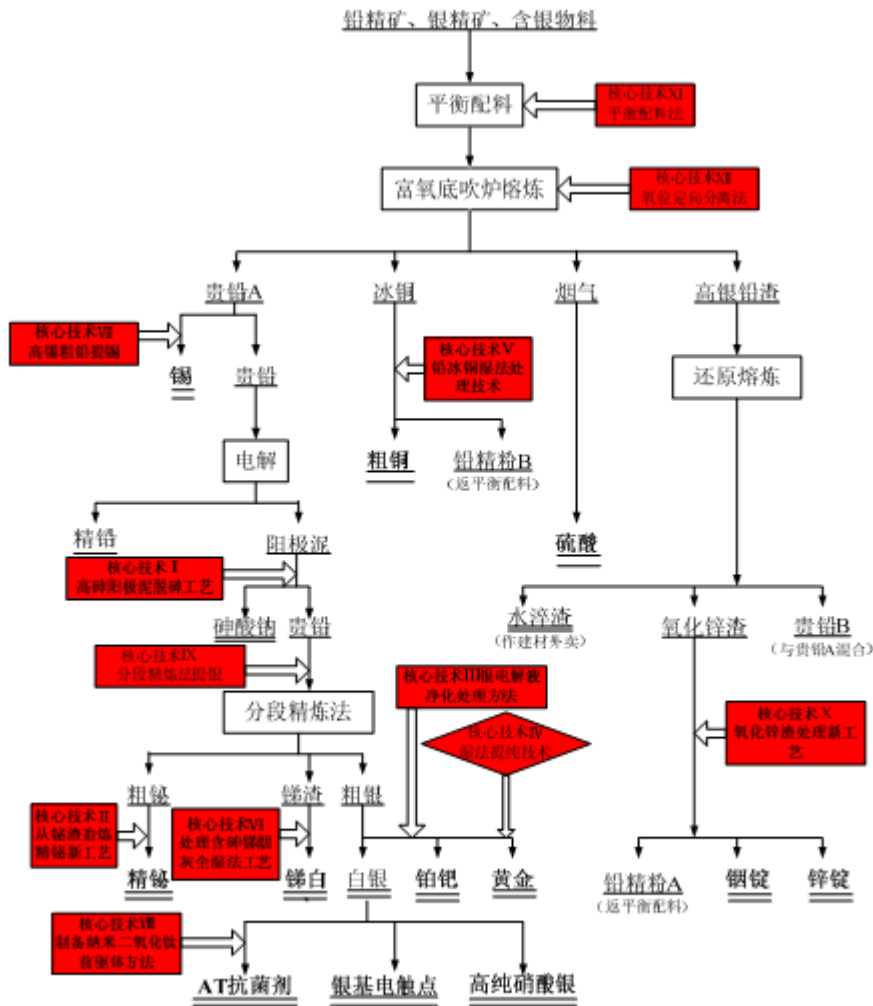 铅精矿、银精矿、含银物料
平衡配料
核心技术XI
平衡配料法
富氧底吹炉熔炼
核心技术XII
氧位定向分离法
贵铅A
冰铜
烟气
高银铅渣
核心技术VII
高锡粗铅提锡
锡
贵铅
核心技术V
铅冰铜湿法处
理技术
还原熔炼
电解
粗铜
铅精粉B
(返平衡配料)
精铅
阳极泥
硫酸
核心技术I
高砷阳极泥脱砷工艺
砷酸钠
贵铅
水淬渣
(作建材外卖)
氧化锌渣
贵铅B
(与贵铅A混合)
核心技术IX
分段精炼法提银
核心技术III银电解液
净化处理方法
分段精炼法
核心技术IV
湿法提纯技术
核心技术X
氧化锌渣处理新工
艺
粗铋
锑渣
粗银
核心技术II
从铋渣冶炼
精铋新工艺
核心技术VI
处理含砷锑烟
灰全湿法工艺
精铋
锑白
白银
铂钯
黄金
铅精粉A
(返平衡配料)
铟锭
锌锭
核心技术VIII
制备纳米二氧化钛
前驱体方法
AT抗菌剂
银基电触点
高纯硝酸银